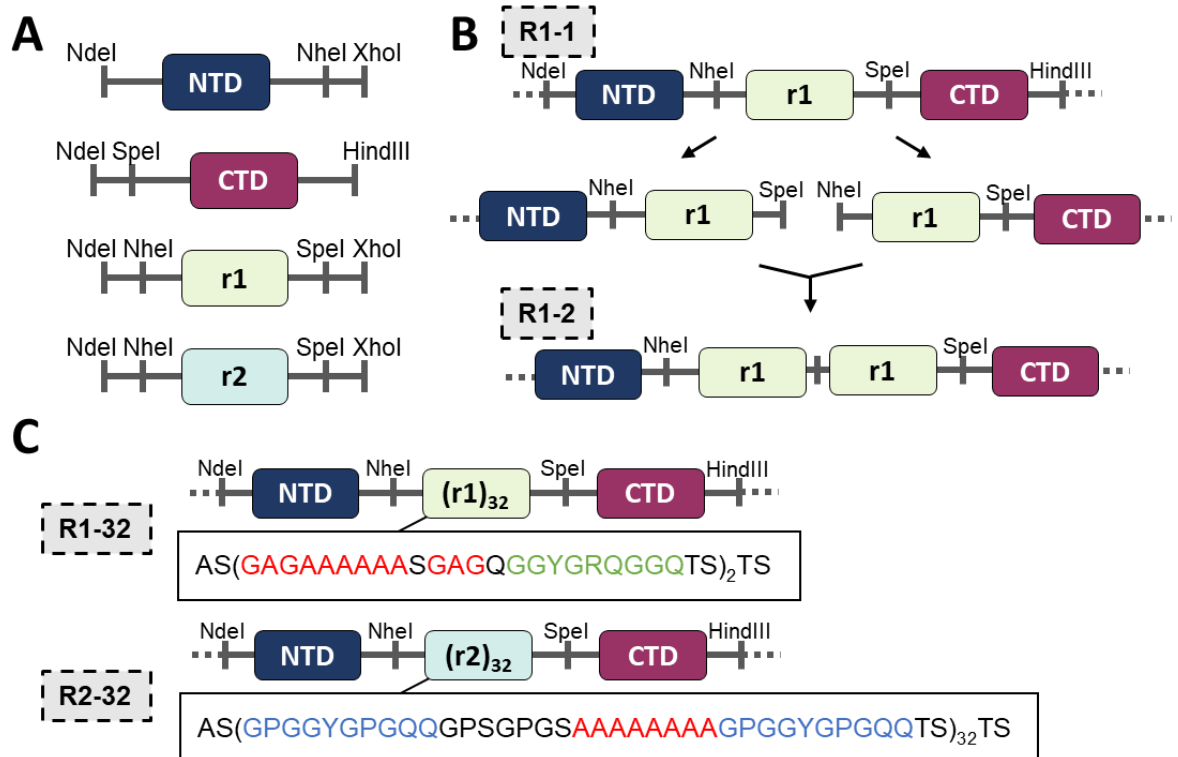 A
NdeI NheI XhoI
NTD
NdeI SpeI HindIII
CTD
NdeI NheI SpeI XhoI
r1
NdeI NheI SpeI XhoI
r2
B
R1-1
NdeI NheI SpeI HindIII
NTD r1 CTD
NheI SpeI NheI SpeI
NTD r1 r1 CTD
R1-2
NheI SpeI
NTD r1 r1 CTD
C
R1-32
NdeI NheI SpeI HindIII
NTD (r1)32 CTD
AS(GAGAAAAAASGAGQGGYGRQGGQTS)2TS
R2-32
NdeI NheI SpeI HindIII
NTD (r2)32 CTD
AS(GPGGYGPGQQGPSGPGSAAAAAAAAGPGGYGPGQQTS)32TS